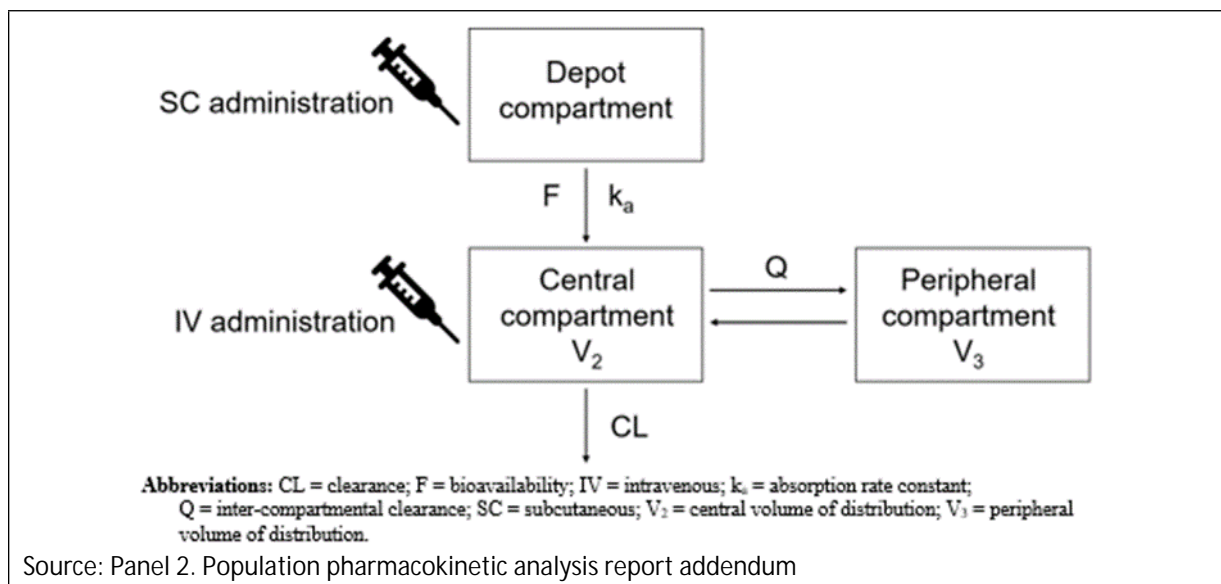 Depot
compartment
SC administration
F
kₐ
Central
compartment
V₂
Q
Peripheral
compartment
V₃
IV administration
CL
Abbreviations: CL = clearance; F = bioavailability; IV = intravenous; kₐ = absorption rate constant;
Q = inter-compartmental clearance; SC = subcutaneous; V₂ = central volume of distribution; V₃ = peripheral
volume of distribution.
Source: Panel 2. Population pharmacokinetic analysis report addendum